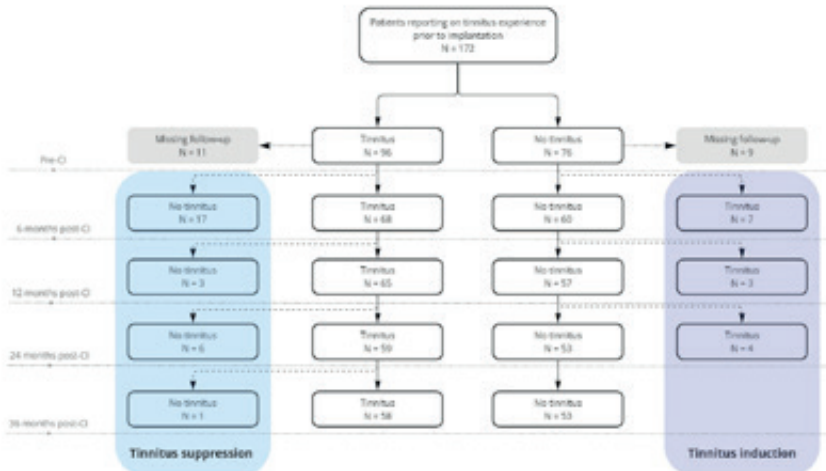 Patients reporting on tinnitus experience
prior to implantation
N = 172
Missing follow-up
N = 11
Tinnitus
N = 96
No tinnitus
N = 76
Missing follow-up
N = 9
Pre-CI
No tinnitus
N = 17
Tinnitus
N = 68
No tinnitus
N = 60
Tinnitus
N = 7
6 months post-CI
No tinnitus
N = 3
Tinnitus
N = 65
No tinnitus
N = 57
Tinnitus
N = 3
12 months post-CI
No tinnitus
N = 6
Tinnitus
N = 59
No tinnitus
N = 53
Tinnitus
N = 4
24 months post-CI
No tinnitus
N = 1
Tinnitus
N = 58
No tinnitus
N = 53
36 months post-CI
Tinnitus suppression
Tinnitus induction